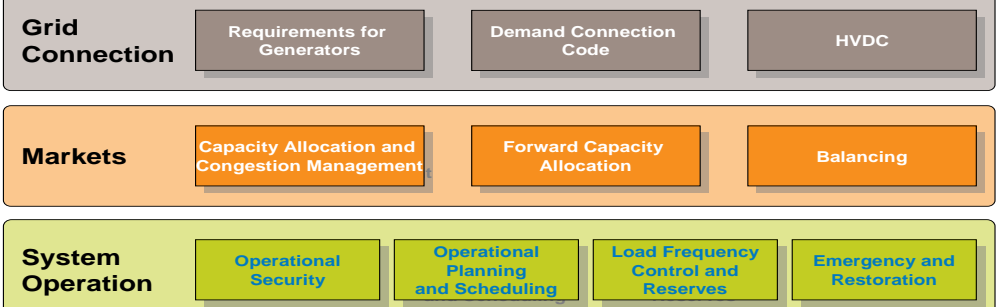 Grid
Connection
Requirements for
Generators
Demand Connection
Code
HVDC
Markets
Capacity Allocation and
Congestion Management
Forward Capacity
Allocation
Balancing
System
Operation
Operational
Security
Operational
Planning
and Scheduling
Load Frequency
Control and
Reserves
Emergency and
Restoration